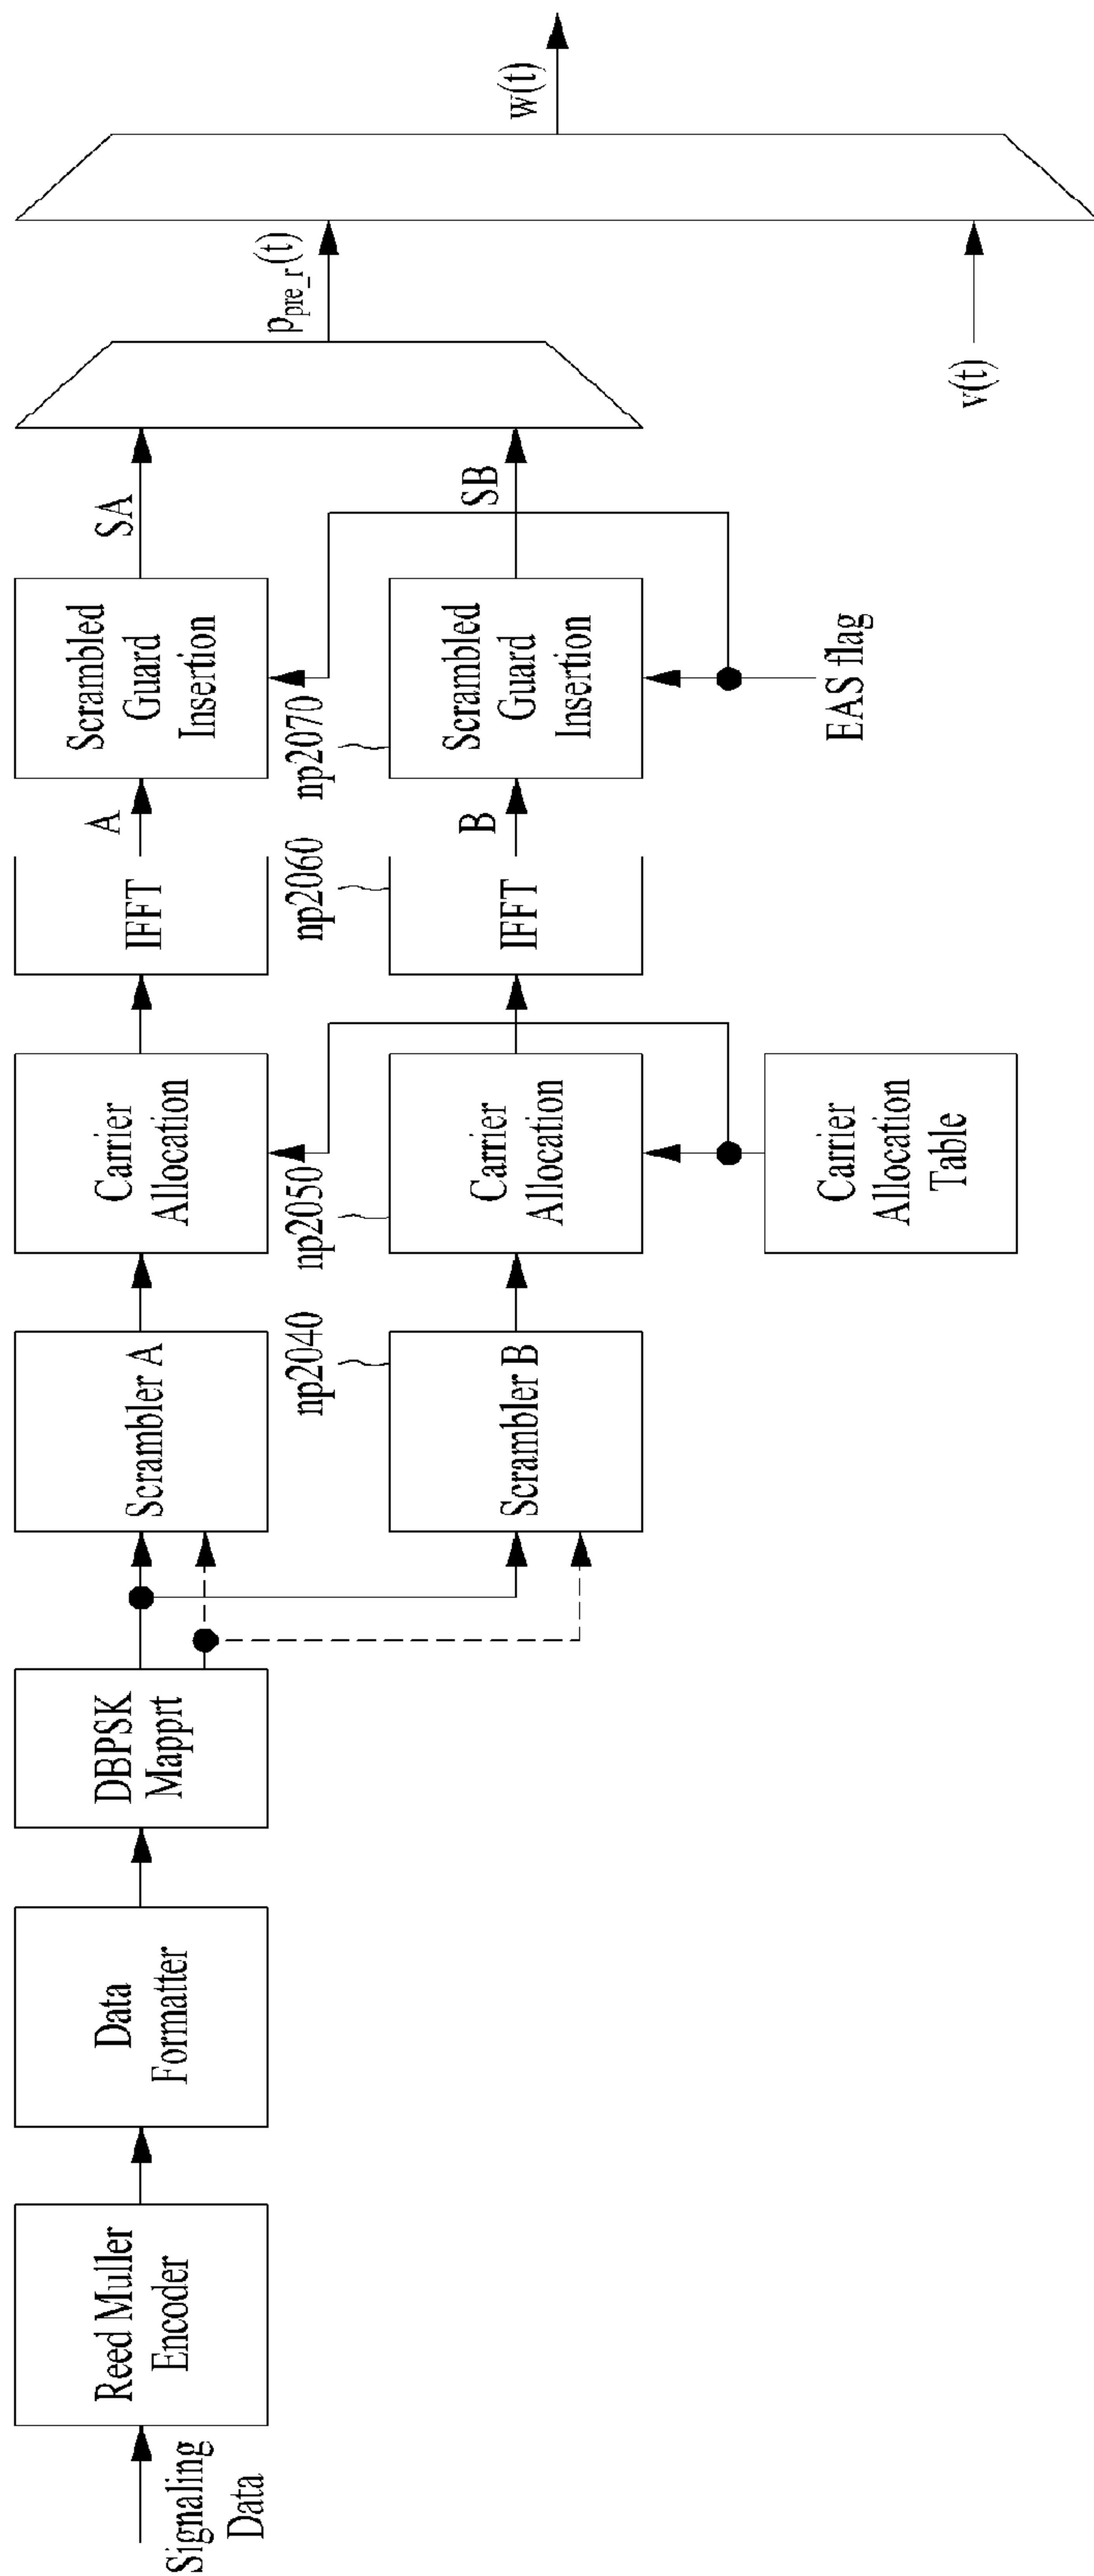 Signaling
Data
Reed Muller
Encoder
Data
Formatter
DBPSK
Mapprt
Scrambler A
Carrier
Allocation
IFFT
A
Scrambled
Guard
Insertion
SA
p_pre_r(t)
w(t)
np2040
np2050
np2060
np2070
Scrambler B
Carrier
Allocation
IFFT
B
Scrambled
Guard
Insertion
SB
Carrier
Allocation
Table
EAS flag
v(t)